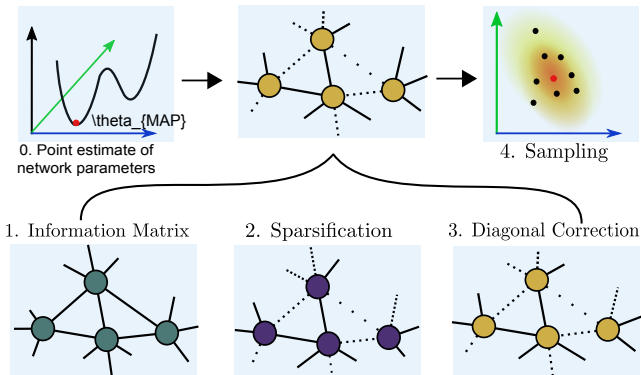 \theta_{MAP}
0. Point estimate of
network parameters
4. Sampling
1. Information Matrix
2. Sparsification
3. Diagonal Correction